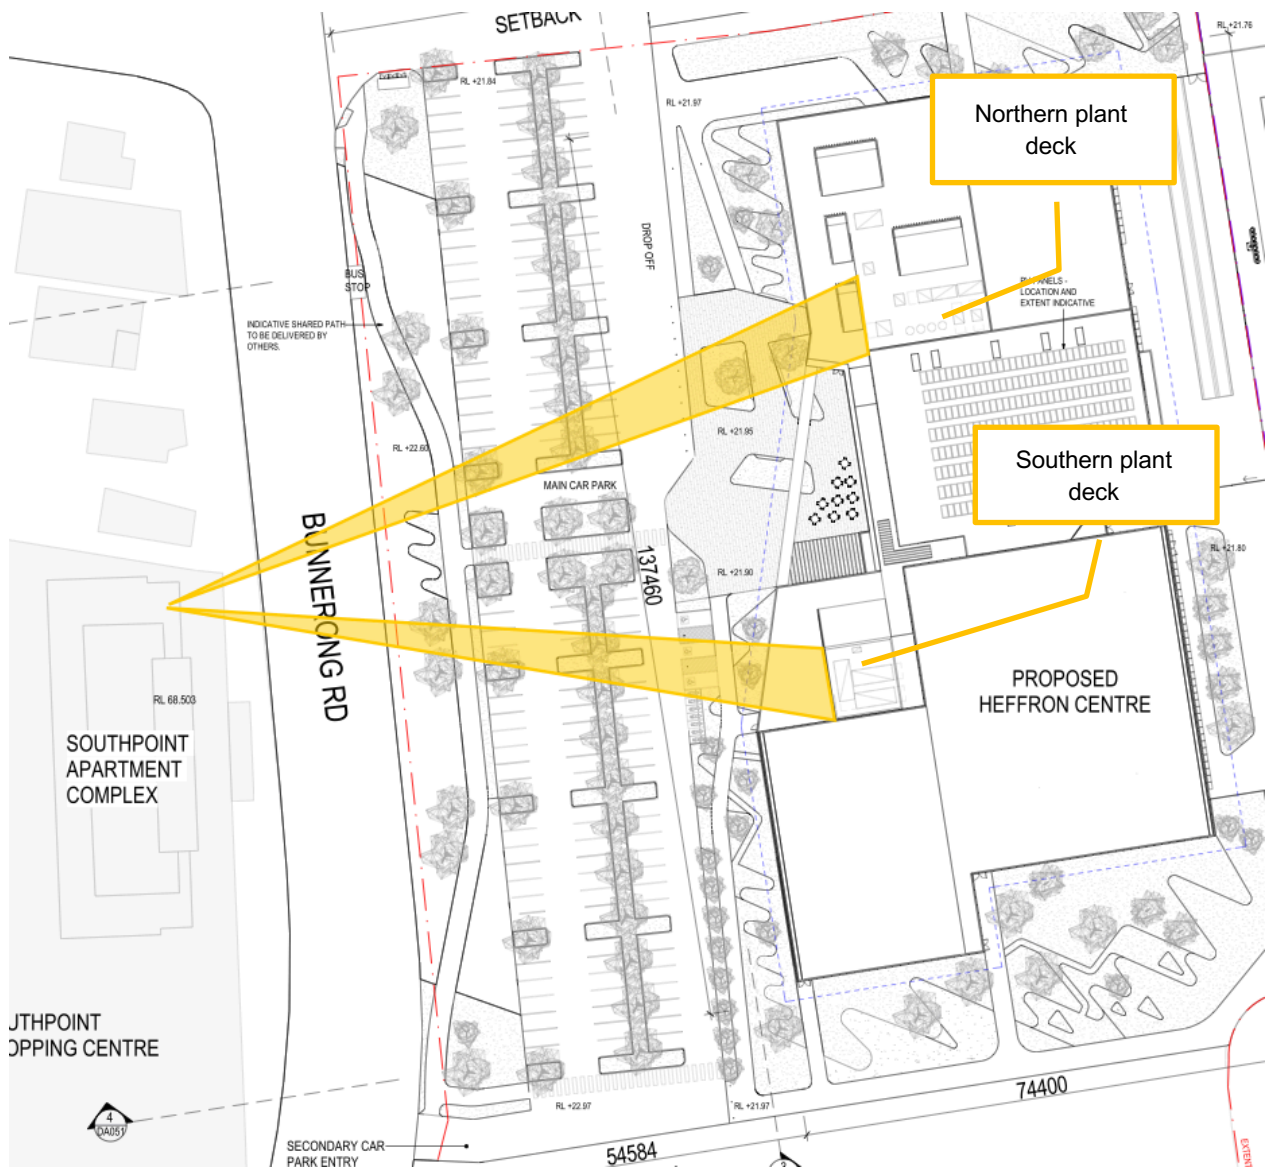 SETBACK
RL +21.76
RL +21.84
RL +21.97
Northern plant
deck
DROP OFF
BUS
STOP
LOCATION AND
EXTENT INDICATIVE
INDICATIVE SHARED PATH
TO BE DELIVERED BY
OTHERS.
RL +22.60
RL +21.95
MAIN CAR PARK
Southern plant
deck
BUNNERONG RD
137460
RL +21.90
RL +21.80
RL 68.503
PROPOSED
HEFFRON CENTRE
SOUTHPOINT
APARTMENT
COMPLEX
UTHPOINT
OPPING CENTRE
4
DA051
RL +22.97
RL +21.97
74400
SECONDARY CAR
PARK ENTRY
54584
EXTENT